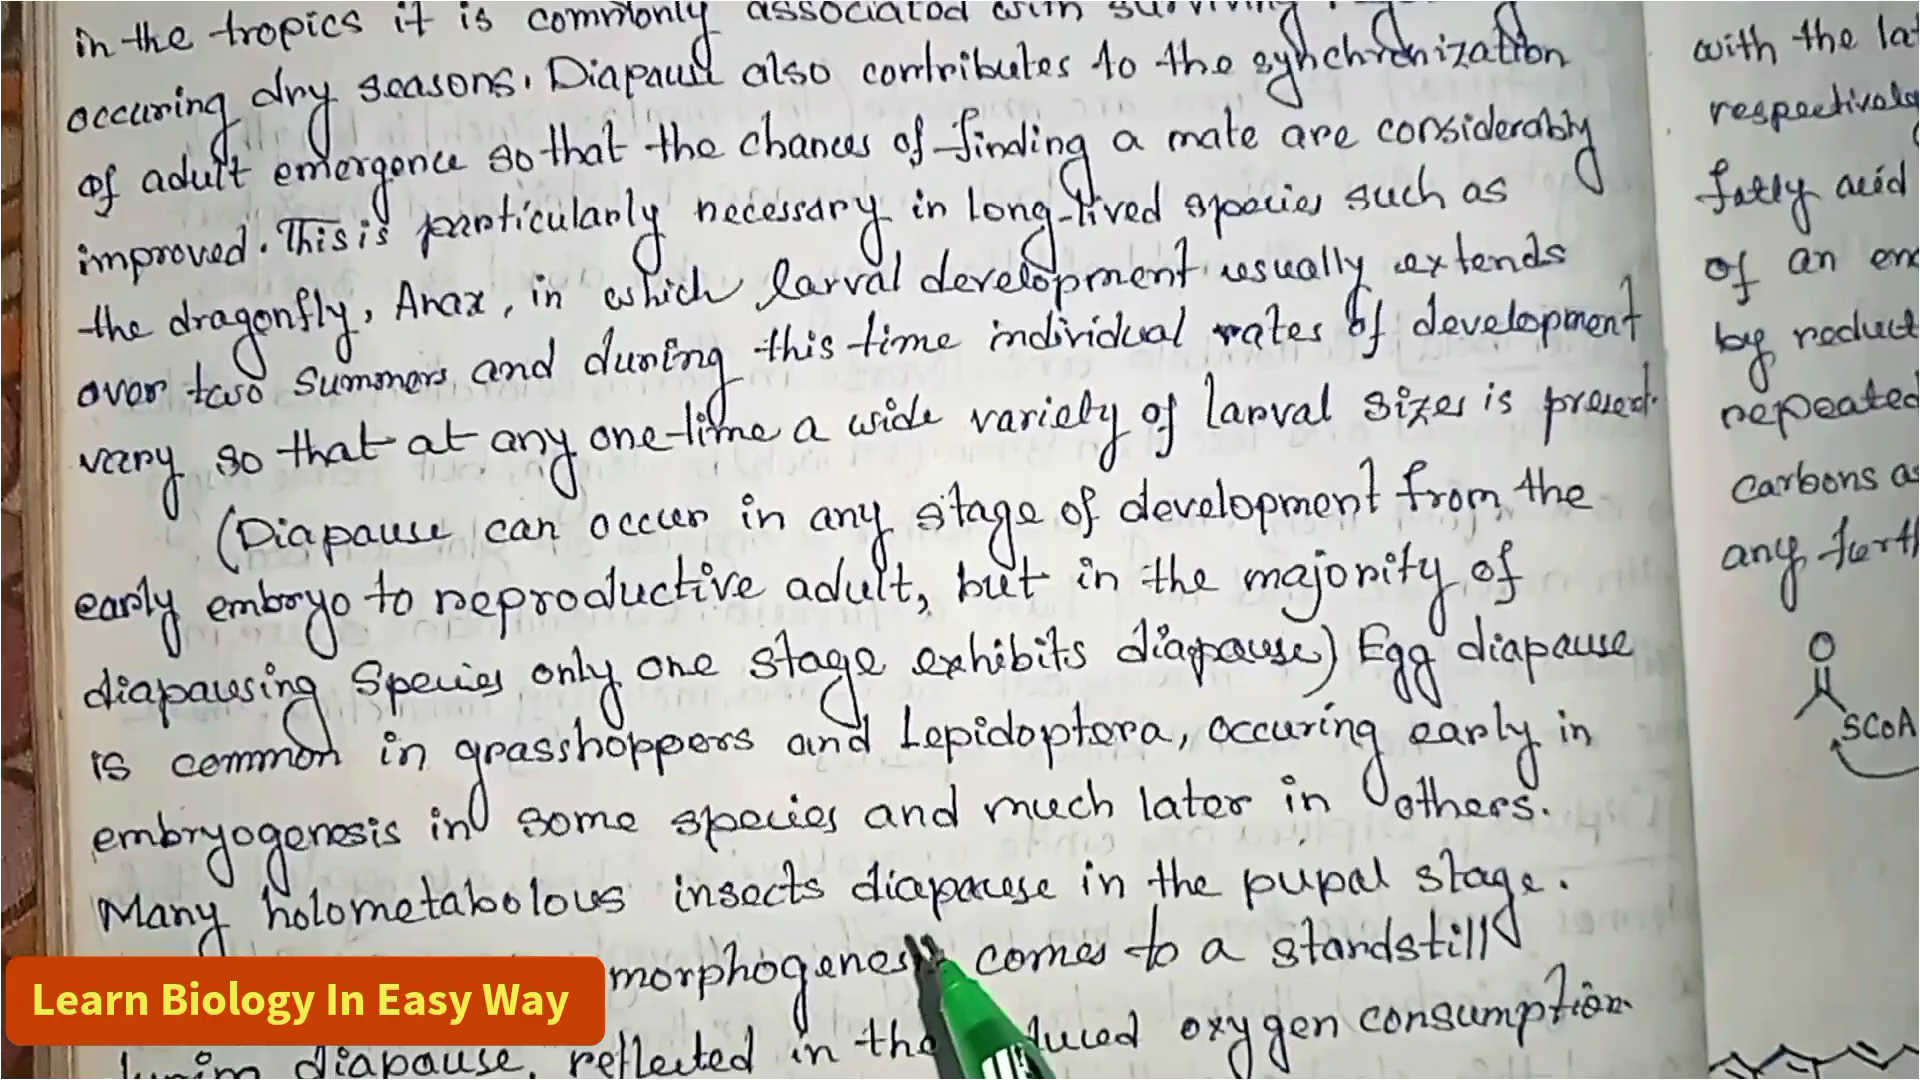 in the tropics it is commonly associated with surviving
occuring dry seasons. Diapause also contributes to the synchronization
of adult emergence so that the chances of finding a mate are considerably
improved. This is particularly necessary in long-lived species such as
the dragonfly, Anax, in which larval development usually extends
over two summers and during this time individual rates of development
vary so that at any one time a wide variety of larval sizes is present.
(Diapause can occur in any stage of development from the
early embryo to reproductive adult, but in the majority of
diapausing species only one stage exhibits diapause) Egg diapause
is common in grasshoppers and Lepidoptera, occuring early in
embryogenesis in some species and much later in others.
Many holometabolous insects diapause in the pupal stage.
morphogenesis comes to a standstill
diapause, reflected in the oxygen consumption.
with the
respectively
fatty acid
of an
by
repeated
carbons
any
O
SCoA
Learn Biology In Easy Way